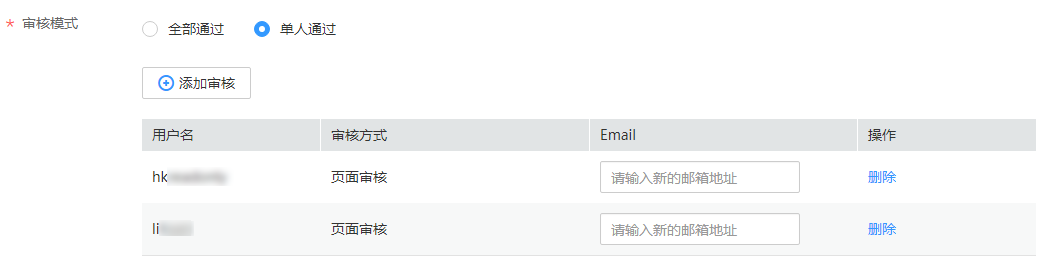 * 审核模式 全部通过 单人通过
添加审核
用户名 审核方式 Email 操作
hk 页面审核 请输入新的邮箱地址 删除
li 页面审核 请输入新的邮箱地址 删除